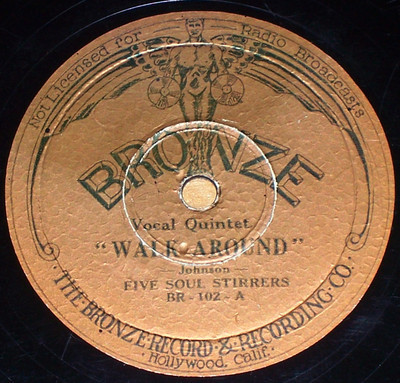 Not Licensed for Radio Broadcasts
BRONZE
Vocal Quintet
"WALK AROUND"
Johnson
FIVE SOUL STIRRERS
BR - 102 - A
· THE · BRONZE · RECORD · & · RECORDING · CO. ·
Hollywood, Calif.